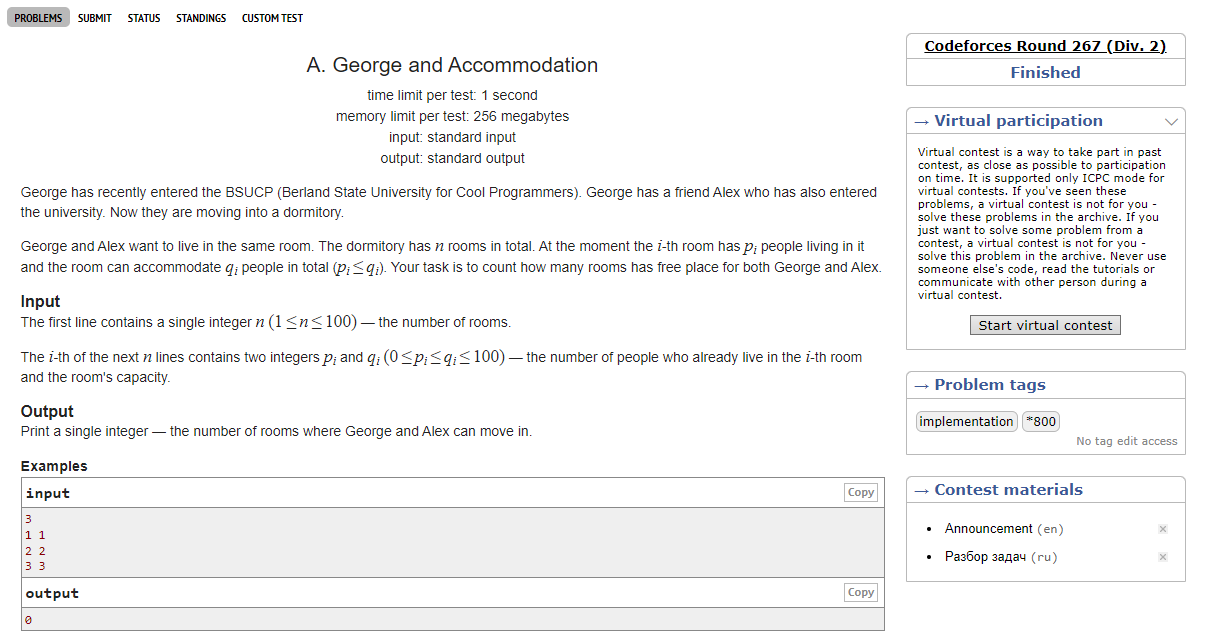 PROBLEMS SUBMIT STATUS STANDINGS CUSTOM TEST
A. George and Accommodation
time limit per test: 1 second
memory limit per test: 256 megabytes
input: standard input
output: standard output
George has recently entered the BSUCP (Berland State University for Cool Programmers). George has a friend Alex who has also entered
the university. Now they are moving into a dormitory.
George and Alex want to live in the same room. The dormitory has n rooms in total. At the moment the i-th room has pi people living in it
and the room can accommodate qi people in total (pi ≤ qi). Your task is to count how many rooms has free place for both George and Alex.
Input
The first line contains a single integer n (1 ≤ n ≤ 100) — the number of rooms.
The i-th of the next n lines contains two integers pi and qi (0 ≤ pi ≤ qi ≤ 100) — the number of people who already live in the i-th room
and the room's capacity.
Output
Print a single integer — the number of rooms where George and Alex can move in.
Examples
input
Copy
3
1 1
2 2
3 3
output
Copy
0
Codeforces Round 267 (Div. 2)
Finished
→ Virtual participation
Virtual contest is a way to take part in past
contest, as close as possible to participation
on time. It is supported only ICPC mode for
virtual contests. If you've seen these
problems, a virtual contest is not for you -
solve these problems in the archive. If you
just want to solve some problem from a
contest, a virtual contest is not for you -
solve this problem in the archive. Never use
someone else's code, read the tutorials or
communicate with other person during a
virtual contest.
Start virtual contest
→ Problem tags
implementation *800
No tag edit access
→ Contest materials
• Announcement (en) ×
• Разбор задач (ru) ×